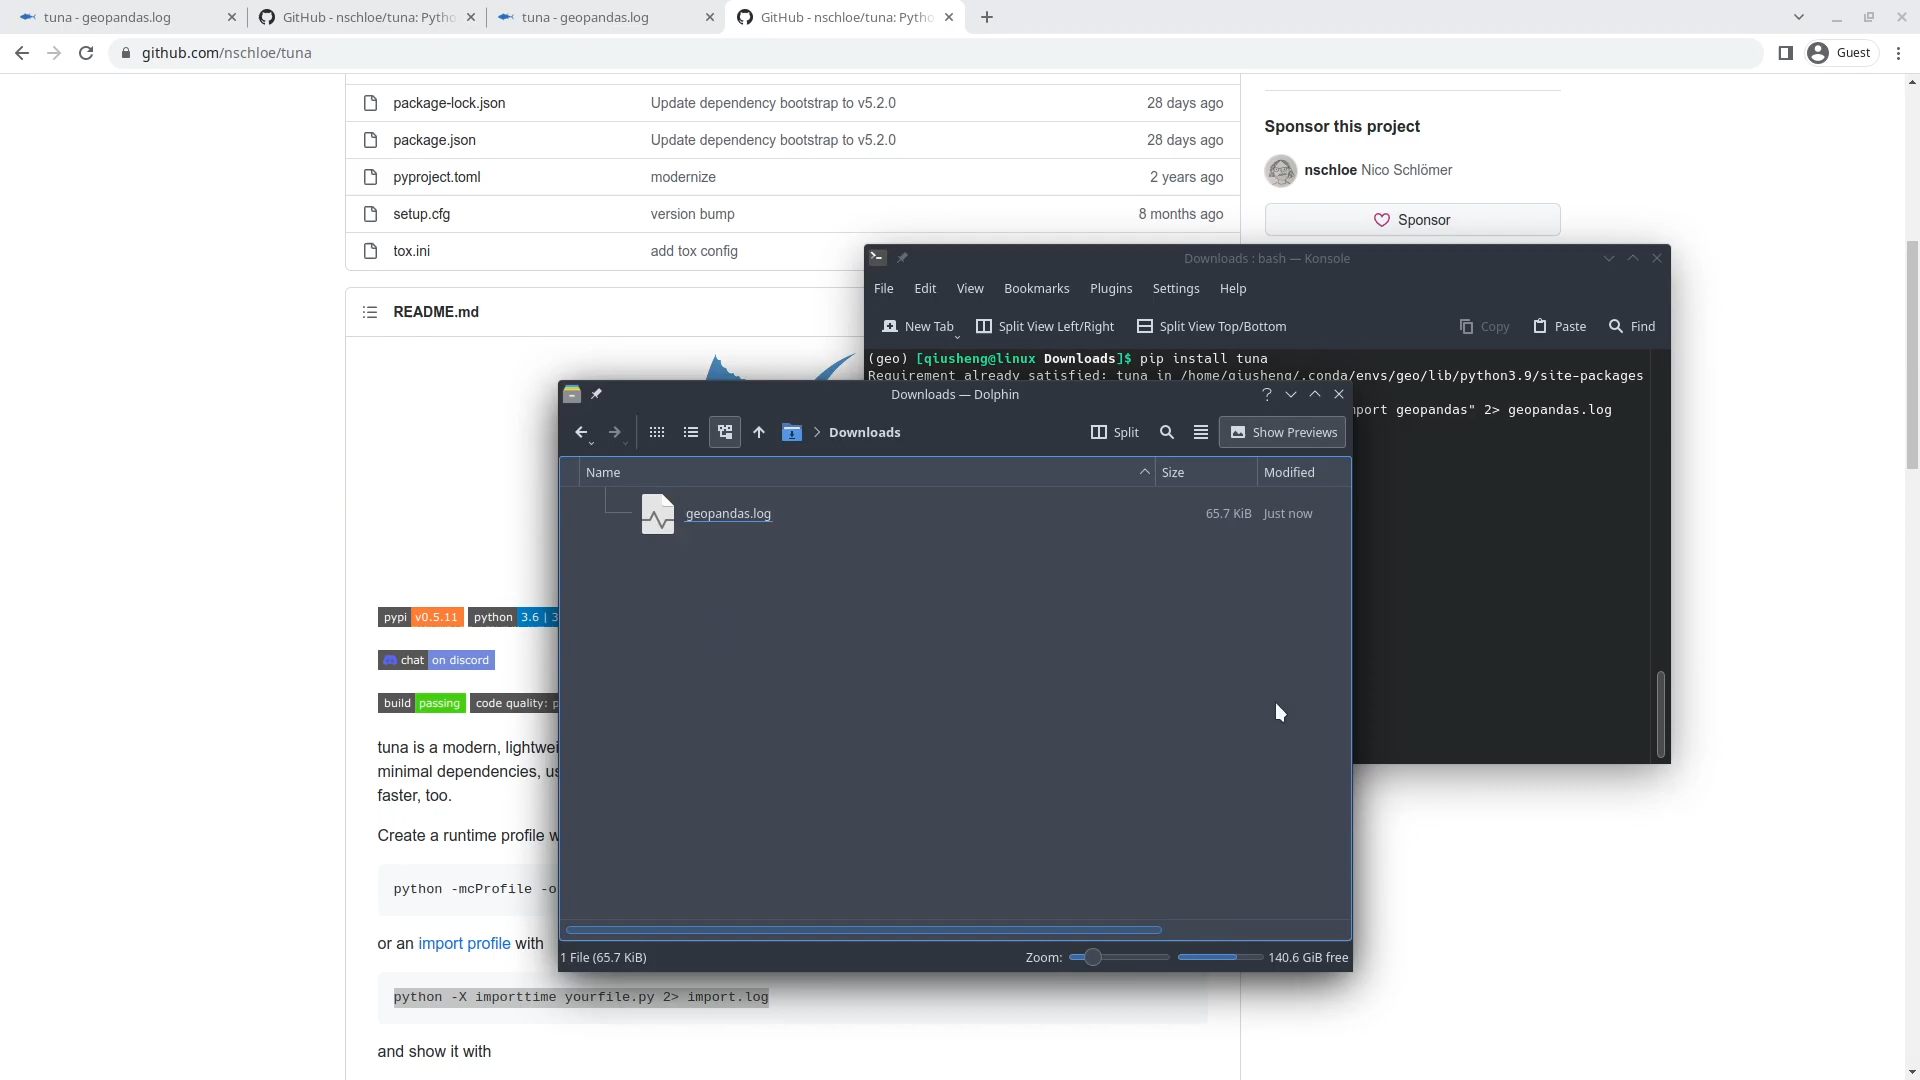 tuna - geopandas.log
GitHub - nschloe/tuna: Pytho
tuna - geopandas.log
GitHub - nschloe/tuna: Pytho
github.com/nschloe/tuna
Guest
package-lock.json Update dependency bootstrap to v5.2.0 28 days ago
package.json Update dependency bootstrap to v5.2.0 28 days ago
pyproject.toml modernize 2 years ago
setup.cfg version bump 8 months ago
tox.ini add tox config
README.md
Sponsor this project
nschloe Nico Schlömer
Sponsor
Downloads : bash — Konsole
File Edit View Bookmarks Plugins Settings Help
New Tab Split View Left/Right Split View Top/Bottom Copy Paste Find
(geo) [qiusheng@linux Downloads]$ pip install tuna
Requirement already satisfied: tuna in /home/qiusheng/.conda/envs/geo/lib/python3.9/site-packages
port geopandas" 2> geopandas.log
Downloads — Dolphin
Downloads
Split
Show Previews
Name Size Modified
geopandas.log 65.7 KiB Just now
1 File (65.7 KiB)
Zoom:
140.6 GiB free
pypi v0.5.11 python 3.6 | 3
chat on discord
build passing code quality: p
tuna is a modern, lightwei
minimal dependencies, us
faster, too.
Create a runtime profile w
python -mcProfile -o
or an import profile with
python -X importtime yourfile.py 2> import.log
and show it with